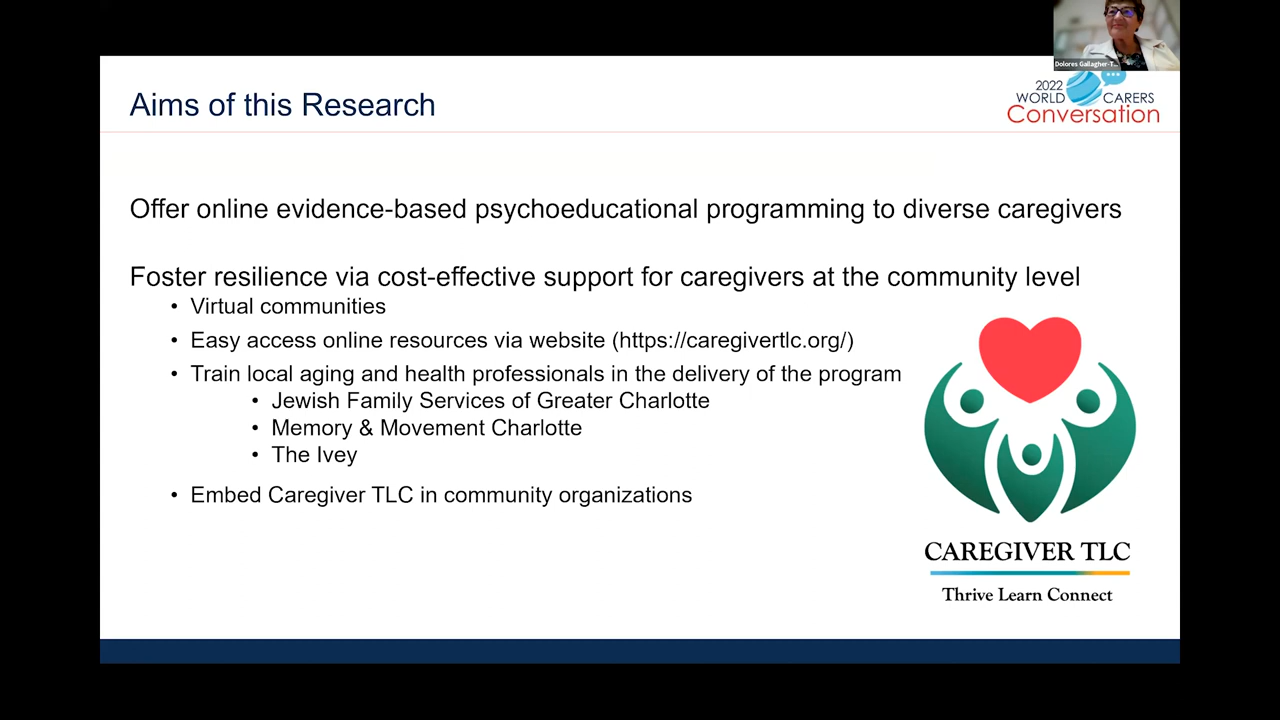 Dolores Gallagher-T...
Aims of this Research
2022
WORLD CARERS
Conversation
Offer online evidence-based psychoeducational programming to diverse caregivers
Foster resilience via cost-effective support for caregivers at the community level
• Virtual communities
• Easy access online resources via website (https://caregivertlc.org/)
• Train local aging and health professionals in the delivery of the program
• Jewish Family Services of Greater Charlotte
• Memory & Movement Charlotte
• The Ivey
• Embed Caregiver TLC in community organizations
CAREGIVER TLC
Thrive Learn Connect